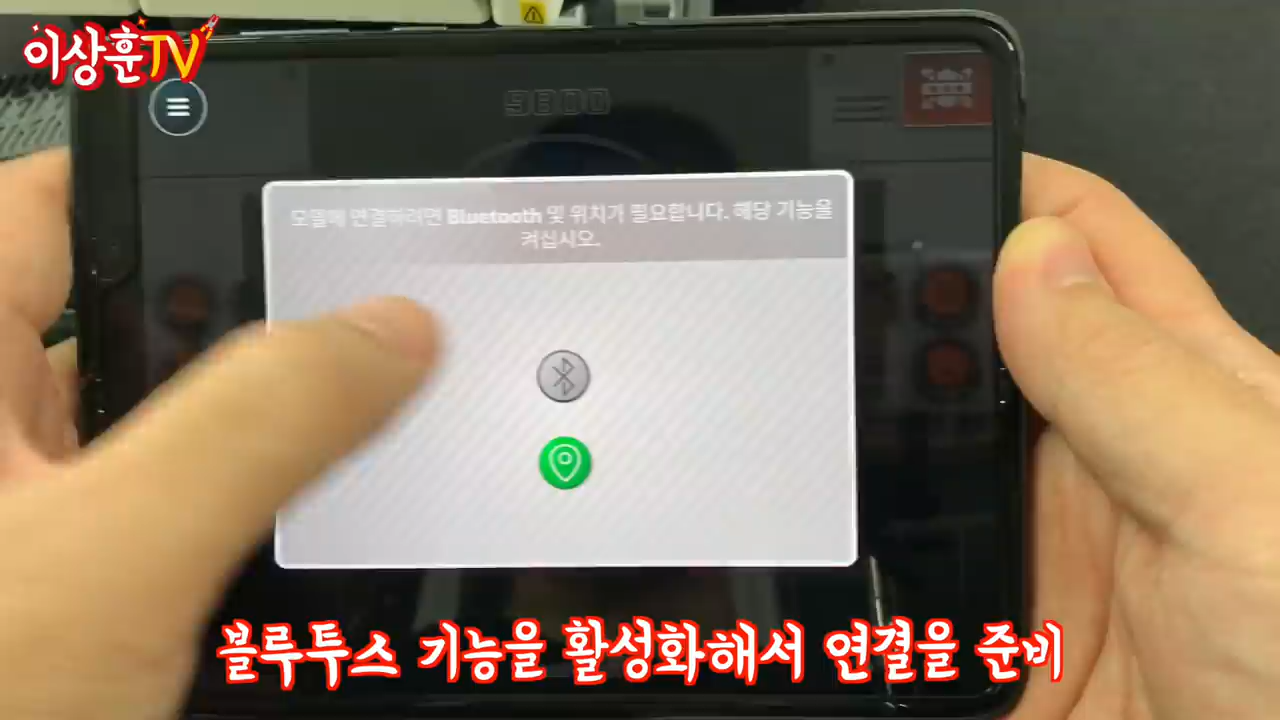 이상훈TV
9800
모델에 연결하려면 Bluetooth 및 위치가 필요합니다. 해당 기능을
켜십시오.
블루투스 기능을 활성화해서 연결을 준비